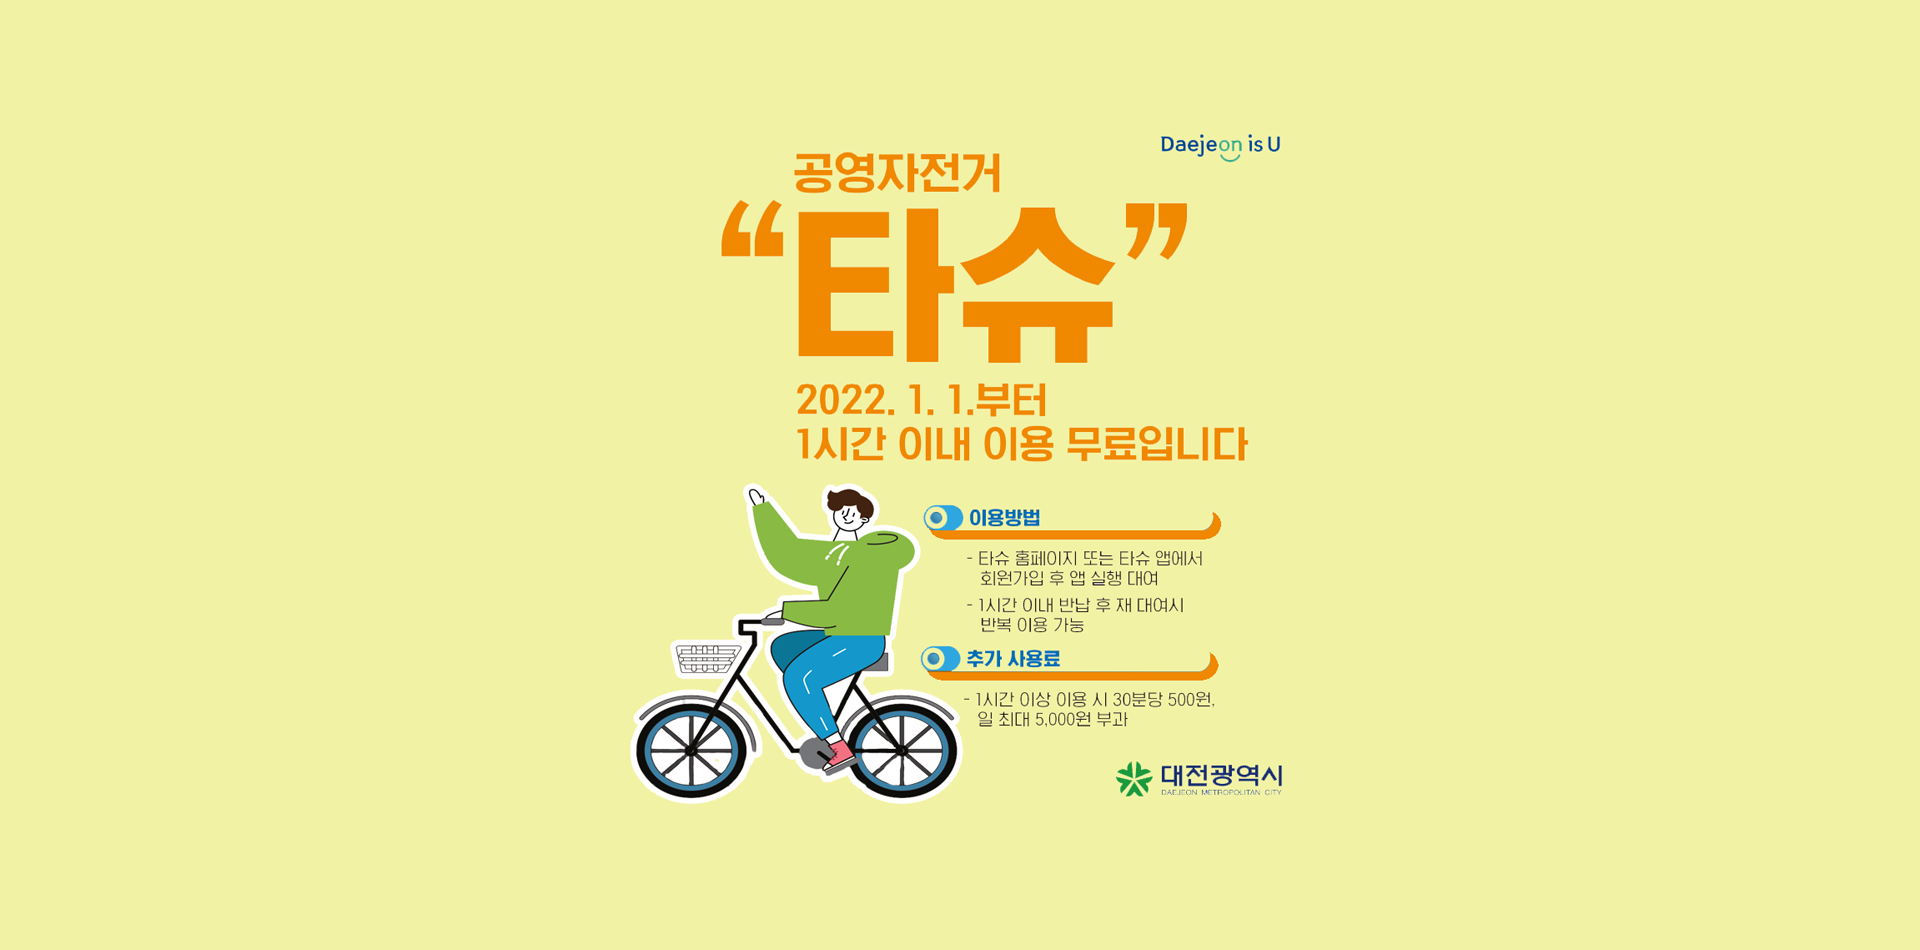 Daejeon is U
공영자전거
“타슈”
2022. 1. 1.부터
1시간 이내 이용 무료입니다
이용방법
- 타슈 홈페이지 또는 타슈 앱에서
회원가입 후 앱 실행 대여
- 1시간 이내 반납 후 재 대여시
반복 이용 가능
추가 사용료
- 1시간 이상 이용 시 30분당 500원,
일 최대 5,000원 부과
대전광역시
DAEJEON METROPOLITAN CITY